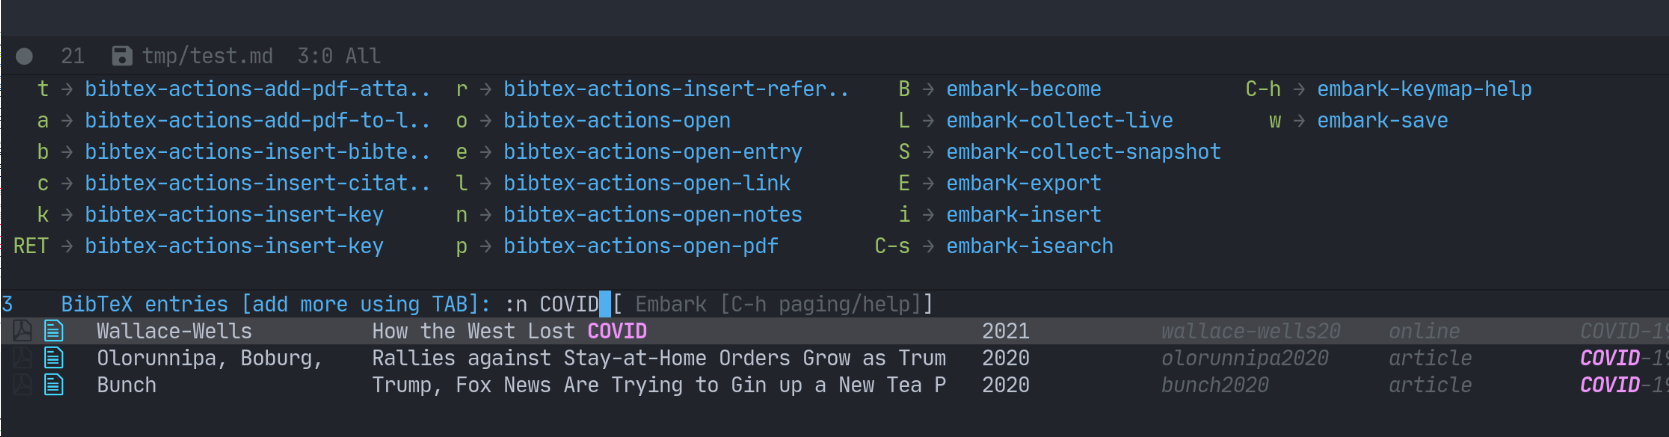 21 tmp/test.md 3:0 All
t → bibtex-actions-add-pdf-atta.. r → bibtex-actions-insert-refer.. B → embark-become C-h → embark-keymap-help
a → bibtex-actions-add-pdf-to-l.. o → bibtex-actions-open L → embark-collect-live w → embark-save
b → bibtex-actions-insert-bibte.. e → bibtex-actions-open-entry S → embark-collect-snapshot
c → bibtex-actions-insert-citat.. l → bibtex-actions-open-link E → embark-export
k → bibtex-actions-insert-key n → bibtex-actions-open-notes i → embark-insert
RET → bibtex-actions-insert-key p → bibtex-actions-open-pdf C-s → embark-isearch
3 BibTeX entries [add more using TAB]: :n COVID [ Embark [C-h paging/help]]
Wallace-Wells How the West Lost COVID 2021 wallace-wells20 online COVID-19
Olorunnipa, Boburg, Rallies against Stay-at-Home Orders Grow as Trum 2020 olorunnipa2020 article COVID-19
Bunch Trump, Fox News Are Trying to Gin up a New Tea P 2020 bunch2020 article COVID-19